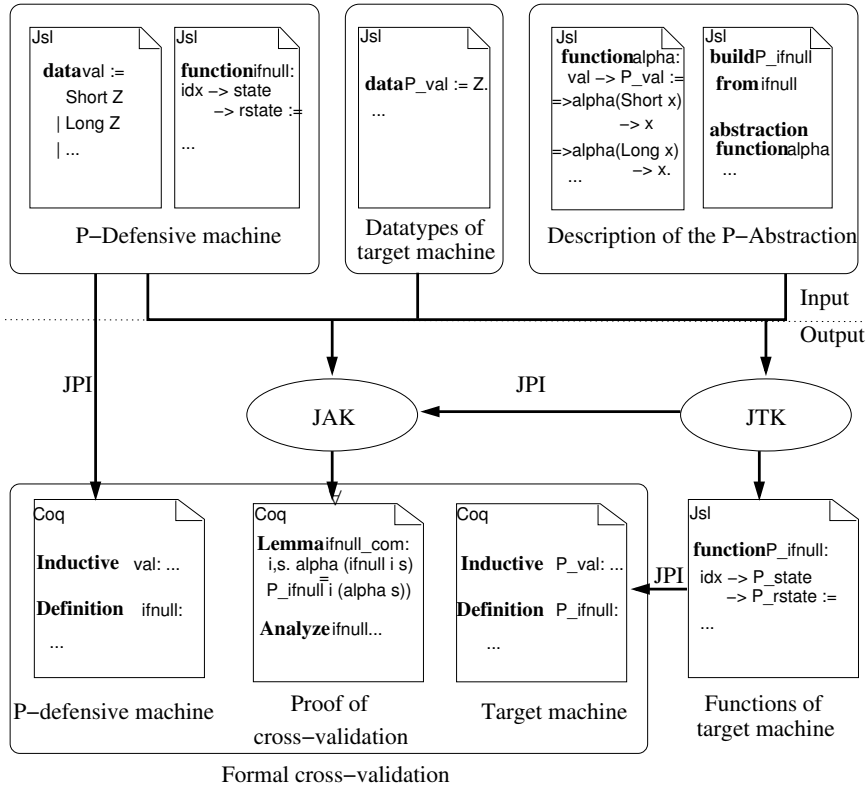 Jsl
data val :=
Short Z
| Long Z
| ...
Jsl
function ifnull:
idx −> state
−> rstate :=
...
P−Defensive machine
Jsl
data P_val := Z.
...
Datatypes of
target machine
Jsl
function alpha:
val −> P_val :=
=>alpha(Short x)
−> x
=>alpha(Long x)
−> x.
...
Jsl
build P_ifnull
from ifnull
abstraction
function alpha
...
Description of the P−Abstraction
Input
Output
JPI
JPI
JAK
JTK
Coq
Inductive val: ...
Definition ifnull:
...
P−defensive machine
Coq
∀
Lemma ifnull_com:
i,s. alpha (ifnull i s)
=
P_ifnull i (alpha s))
Analyze ifnull...
Proof of
cross−validation
Coq
Inductive P_val: ...
Definition P_ifnull:
...
Target machine
JPI
Jsl
function P_ifnull:
idx −> P_state
−> P_rstate :=
...
Functions of
target machine
Formal cross−validation